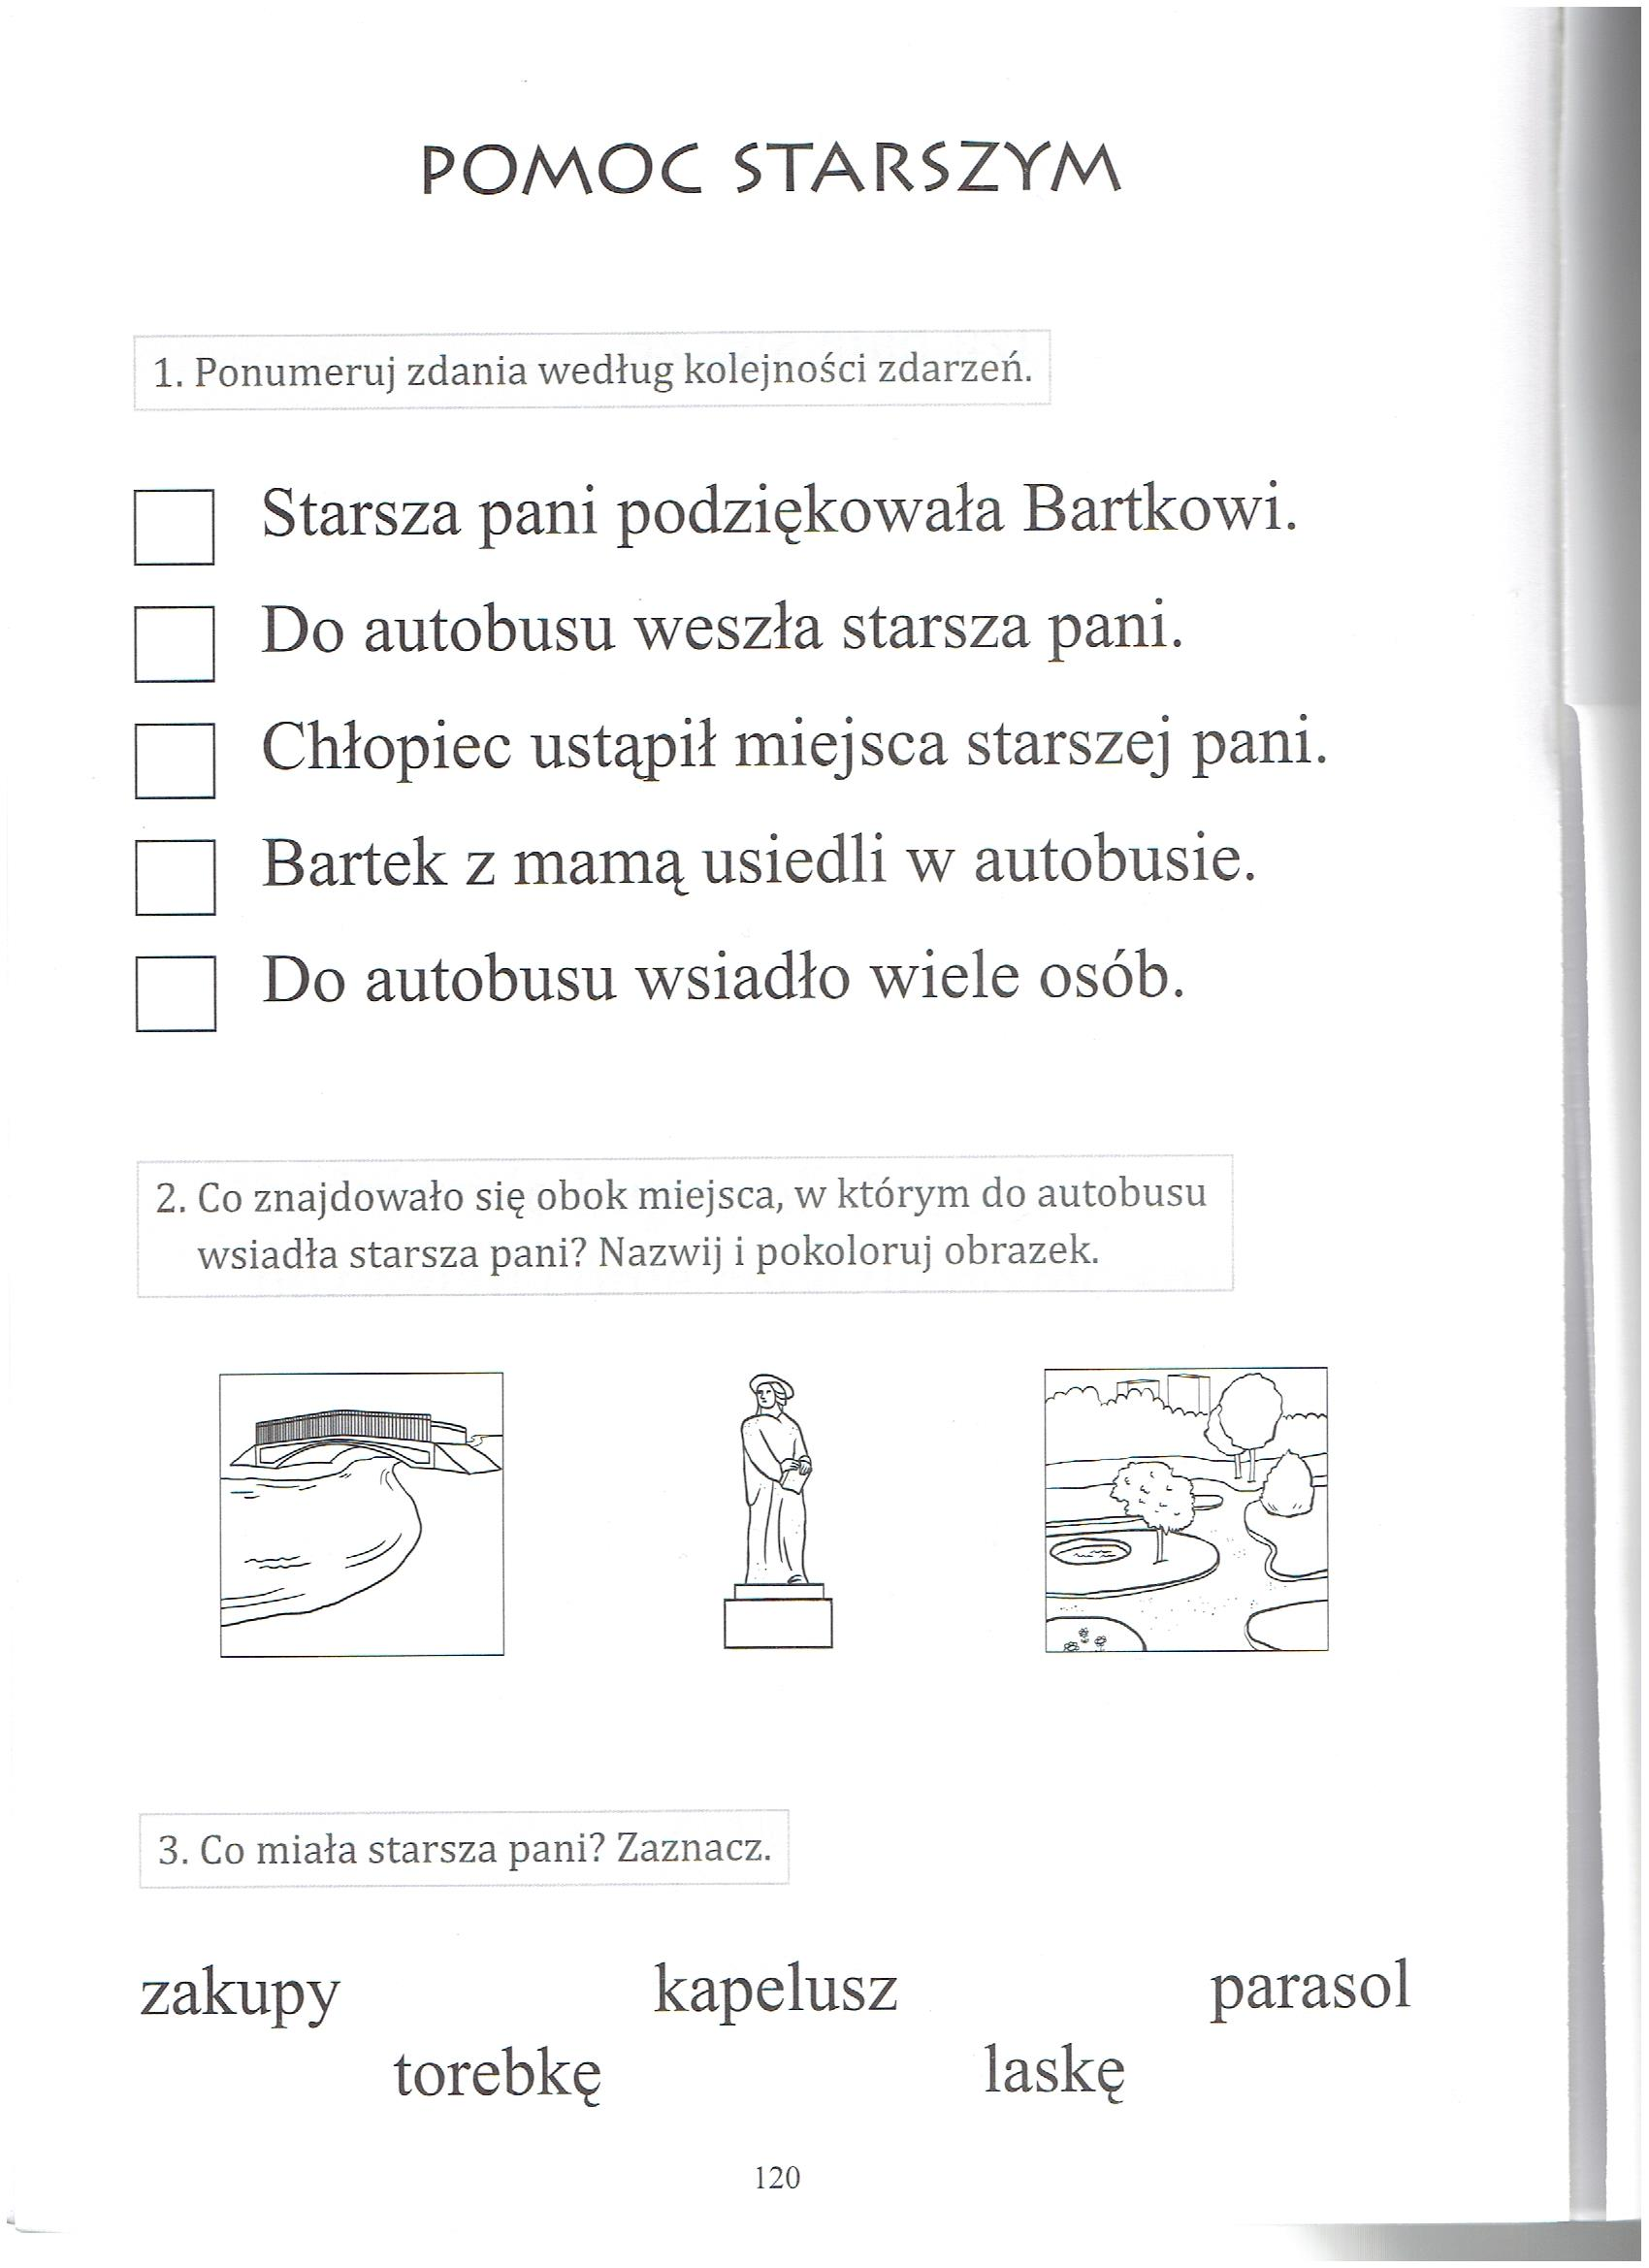 POMOC STARSZYM
1. Ponumeruj zdania według kolejności zdarzeń.
Starsza pani podziękowała Bartkowi.
Do autobusu weszła starsza pani.
Chłopiec ustąpił miejsca starszej pani.
Bartek z mamą usiedli w autobusie.
Do autobusu wsiadło wiele osób.
2. Co znajdowało się obok miejsca, w którym do autobusu
wsiadła starsza pani? Nazwij i pokoloruj obrazek.
3. Co miała starsza pani? Zaznacz.
zakupy kapelusz parasol
torebkę laskę
120